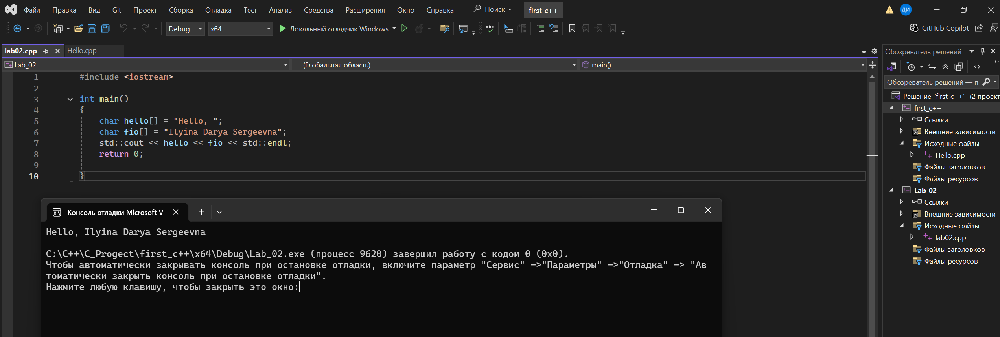 Файл Правка Вид Git Проект Сборка Отладка Тест Анализ Средства Расширения Окно Справка Поиск first_c++ ДИ
Debug x64 Локальный отладчик Windows abc GitHub Copilot
lab02.cpp Hello.cpp
Lab_02 (Глобальная область) main()
1 #include <iostream>
2
3 int main()
4 {
5 char hello[] = "Hello, ";
6 char fio[] = "Ilyina Darya Sergeevna";
7 std::cout << hello << fio << std::endl;
8 return 0;
9
10 }
Консоль отладки Microsoft Vi
Hello, Ilyina Darya Sergeevna
C:\C++\C_Progect\first_c++\x64\Debug\Lab_02.exe (процесс 9620) завершил работу с кодом 0 (0x0).
Чтобы автоматически закрывать консоль при остановке отладки, включите параметр "Сервис" ->"Параметры" ->"Отладка" -> "Ав
томатически закрыть консоль при остановке отладки".
Нажмите любую клавишу, чтобы закрыть это окно:
Обозреватель решений
Обозреватель решений — п
Решение "first_c++" (2 проект
first_c++
Ссылки
Внешние зависимости
Исходные файлы
Hello.cpp
Файлы заголовков
Файлы ресурсов
Lab_02
Ссылки
Внешние зависимости
Исходные файлы
lab02.cpp
Файлы заголовков
Файлы ресурсов